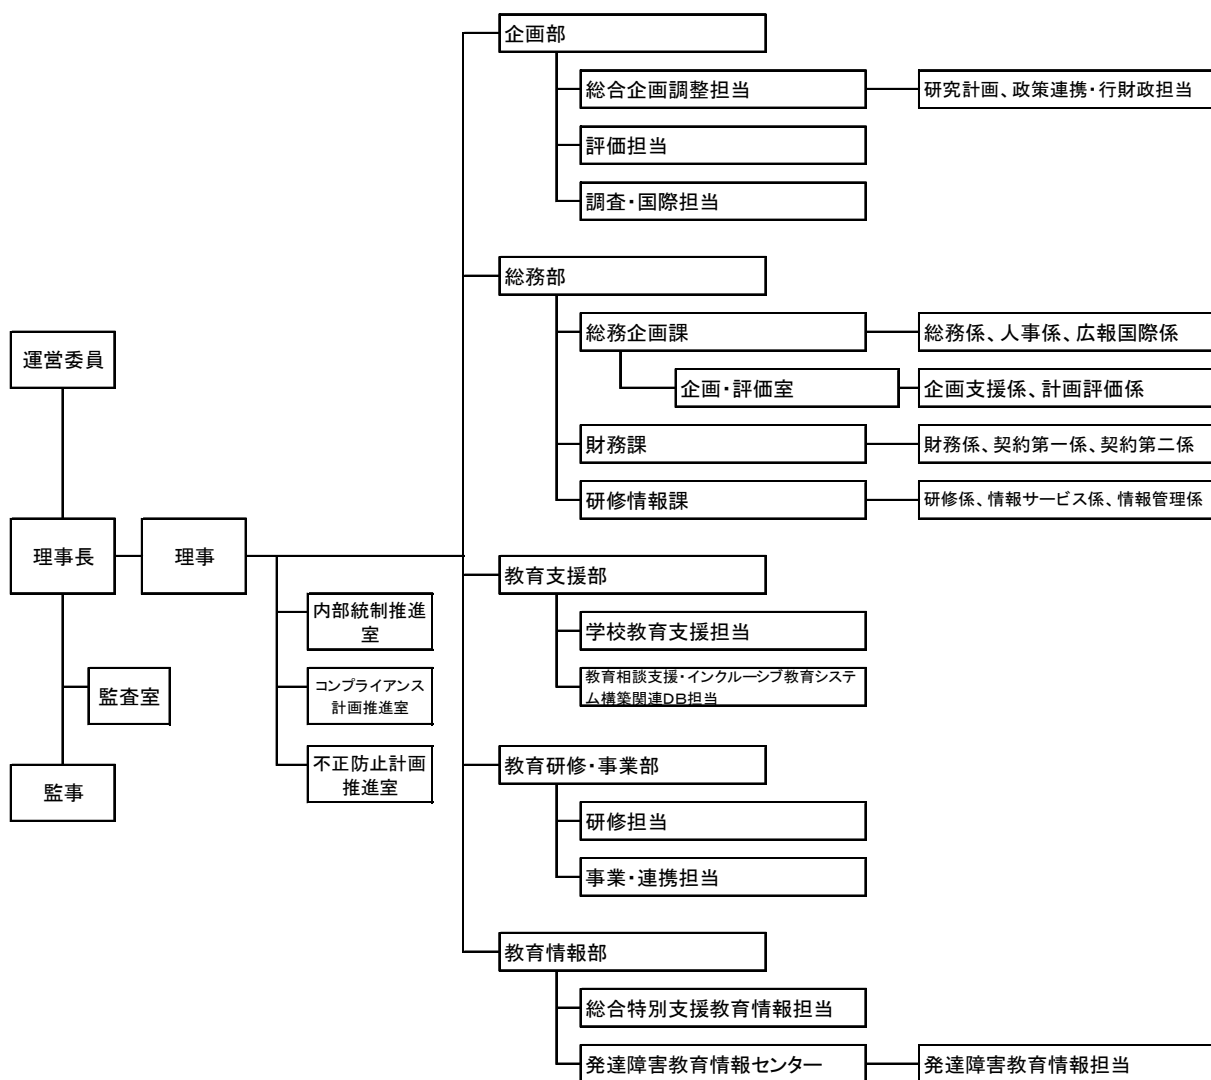 運営委員
理事長
理事
監査室
監事
内部統制推進
室
コンプライアンス
計画推進室
不正防止計画
推進室
企画部
総合企画調整担当
研究計画、政策連携・行財政担当
評価担当
調査・国際担当
総務部
総務企画課
総務係、人事係、広報国際係
企画・評価室
企画支援係、計画評価係
財務課
財務係、契約第一係、契約第二係
研修情報課
研修係、情報サービス係、情報管理係
教育支援部
学校教育支援担当
教育相談支援・インクルーシブ教育システ
ム構築関連DB担当
教育研修・事業部
研修担当
事業・連携担当
教育情報部
総合特別支援教育情報担当
発達障害教育情報センター
発達障害教育情報担当